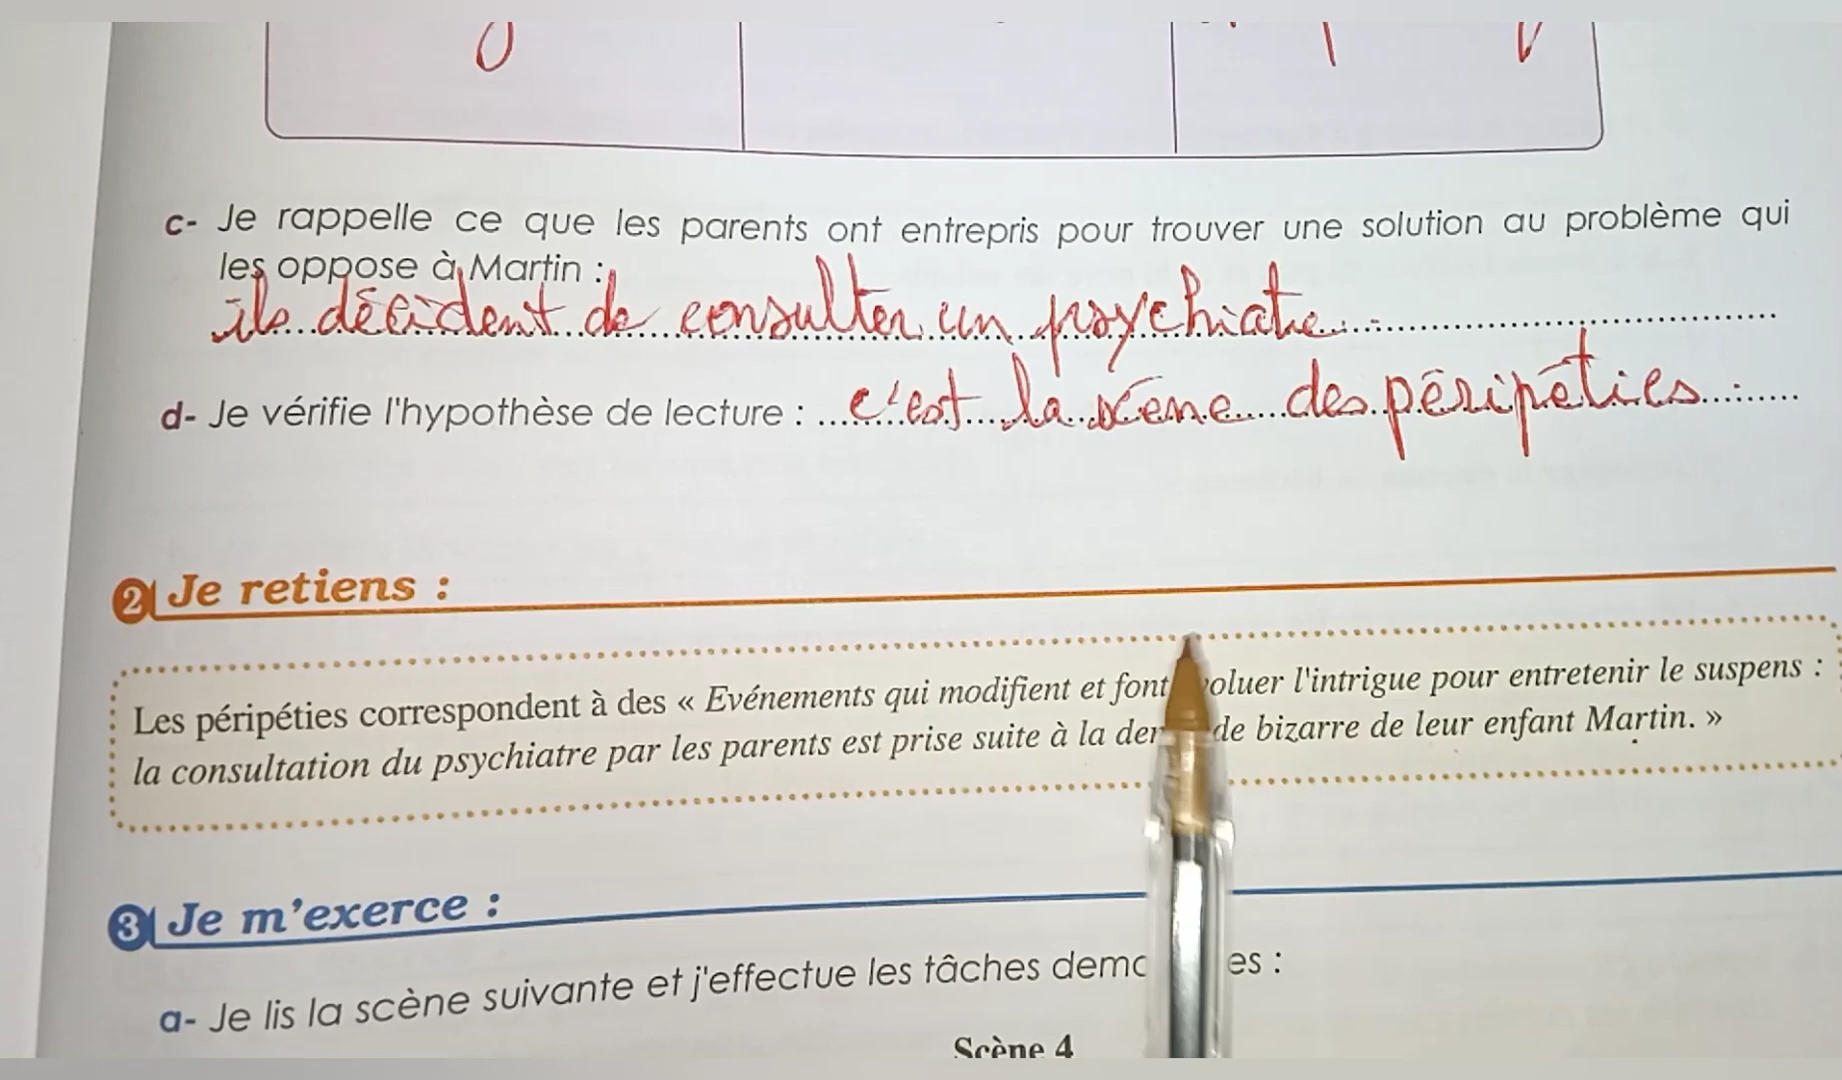 c- Je rappelle ce que les parents ont entrepris pour trouver une solution au problème qui
les oppose à Martin :
ils décident de consulter un psychiatre
d- Je vérifie l'hypothèse de lecture : c'est la scène des péripéties
2 Je retiens :
Les péripéties correspondent à des « Evénements qui modifient et font l'intrigue pour entretenir le suspens :
la consultation du psychiatre par les parents est prise suite à la bizarre de leur enfant Martin. »
3 Je m'exerce :
a- Je lis la scène suivante et j'effectue les tâches :
Scène 4